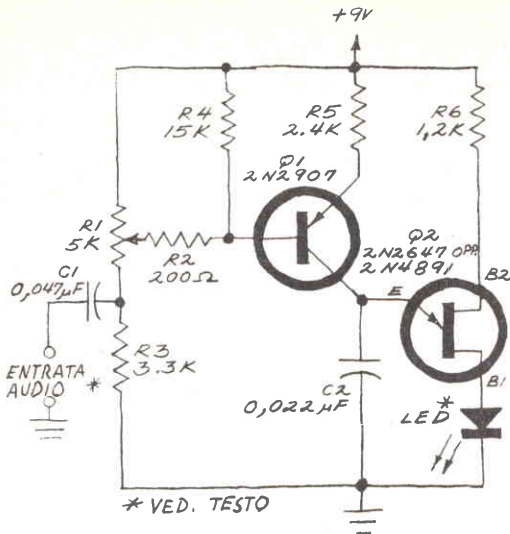 +9V
R4
15K
R5
2.4K
R6
1,2K
Q1
2N2907
R1
5K
R2
200Ω
Q2
2N2647 OPP.
2N4891
B2
E
C1
0,047µF
R3
3.3K
ENTRATA
AUDIO *
C2
0,022µF
B1
*
LED
* VED. TESTO